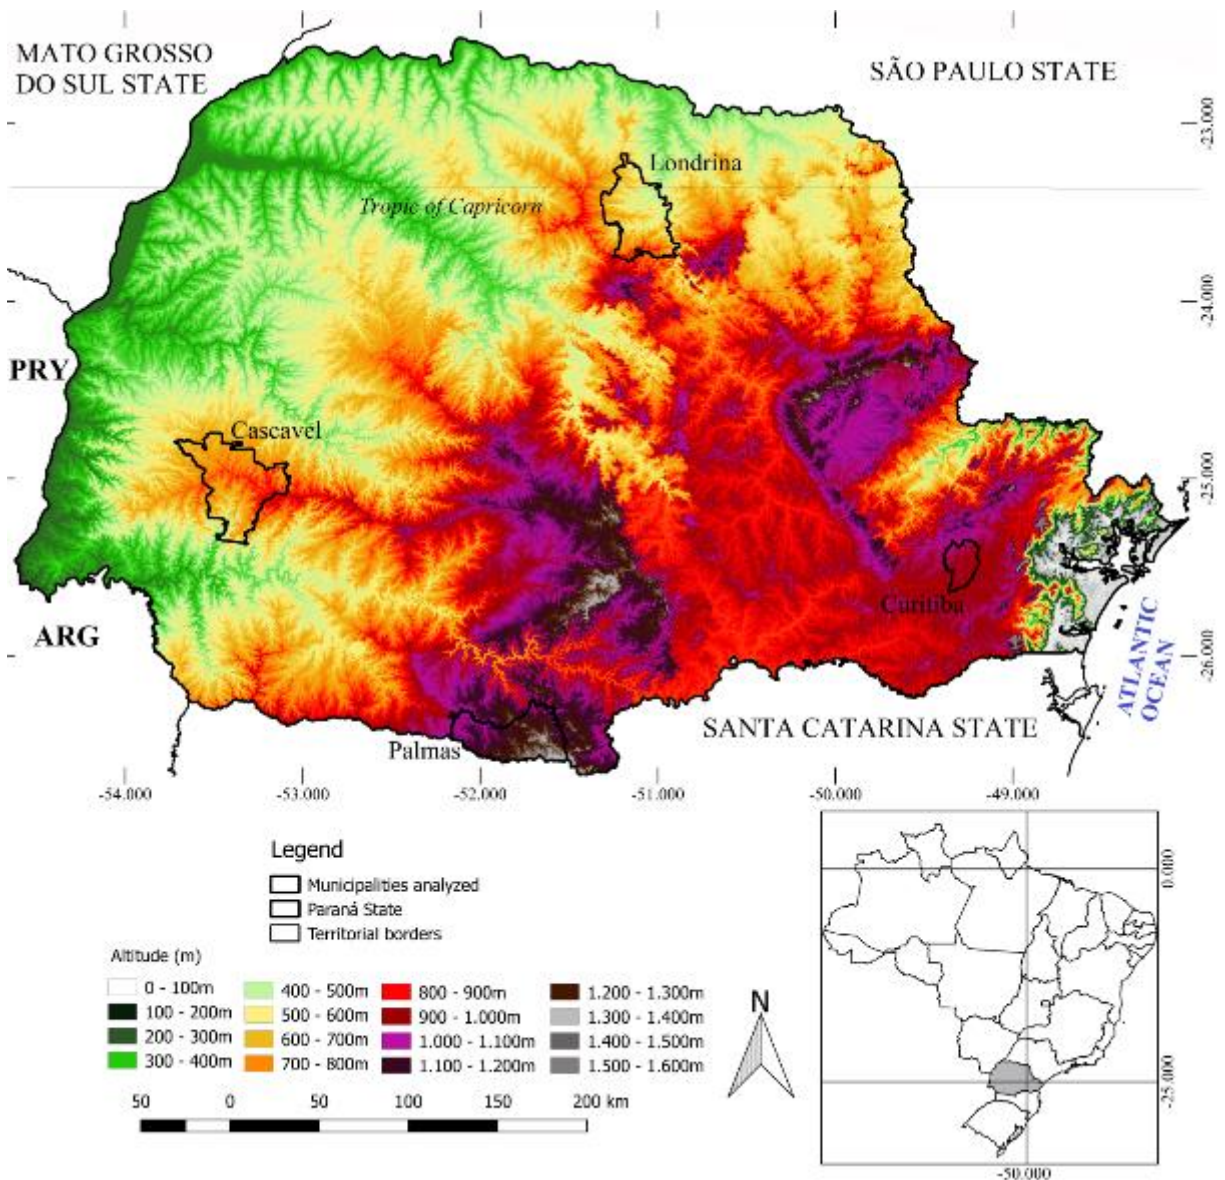 MATO GROSSO
DO SUL STATE
SÃO PAULO STATE
-23.000
Londrina
Tropic of Capricorn
-24.000
PRY
Cascavel
-25.000
Curitiba
ARG
ATLANTIC
OCEAN
-26.000
SANTA CATARINA STATE
Palmas
-54.000
-53.000
-52.000
-51.000
-50.000
-49.000
Legend
Municipalities analyzed
Paraná State
Territorial borders
Altitude (m)
0 - 100m
100 - 200m
200 - 300m
300 - 400m
400 - 500m
500 - 600m
600 - 700m
700 - 800m
800 - 900m
900 - 1.000m
1.000 - 1.100m
1.100 - 1.200m
1.200 - 1.300m
1.300 - 1.400m
1.400 - 1.500m
1.500 - 1.600m
50 0 50 100 150 200 km
N
0.000
-25.000
-50.000